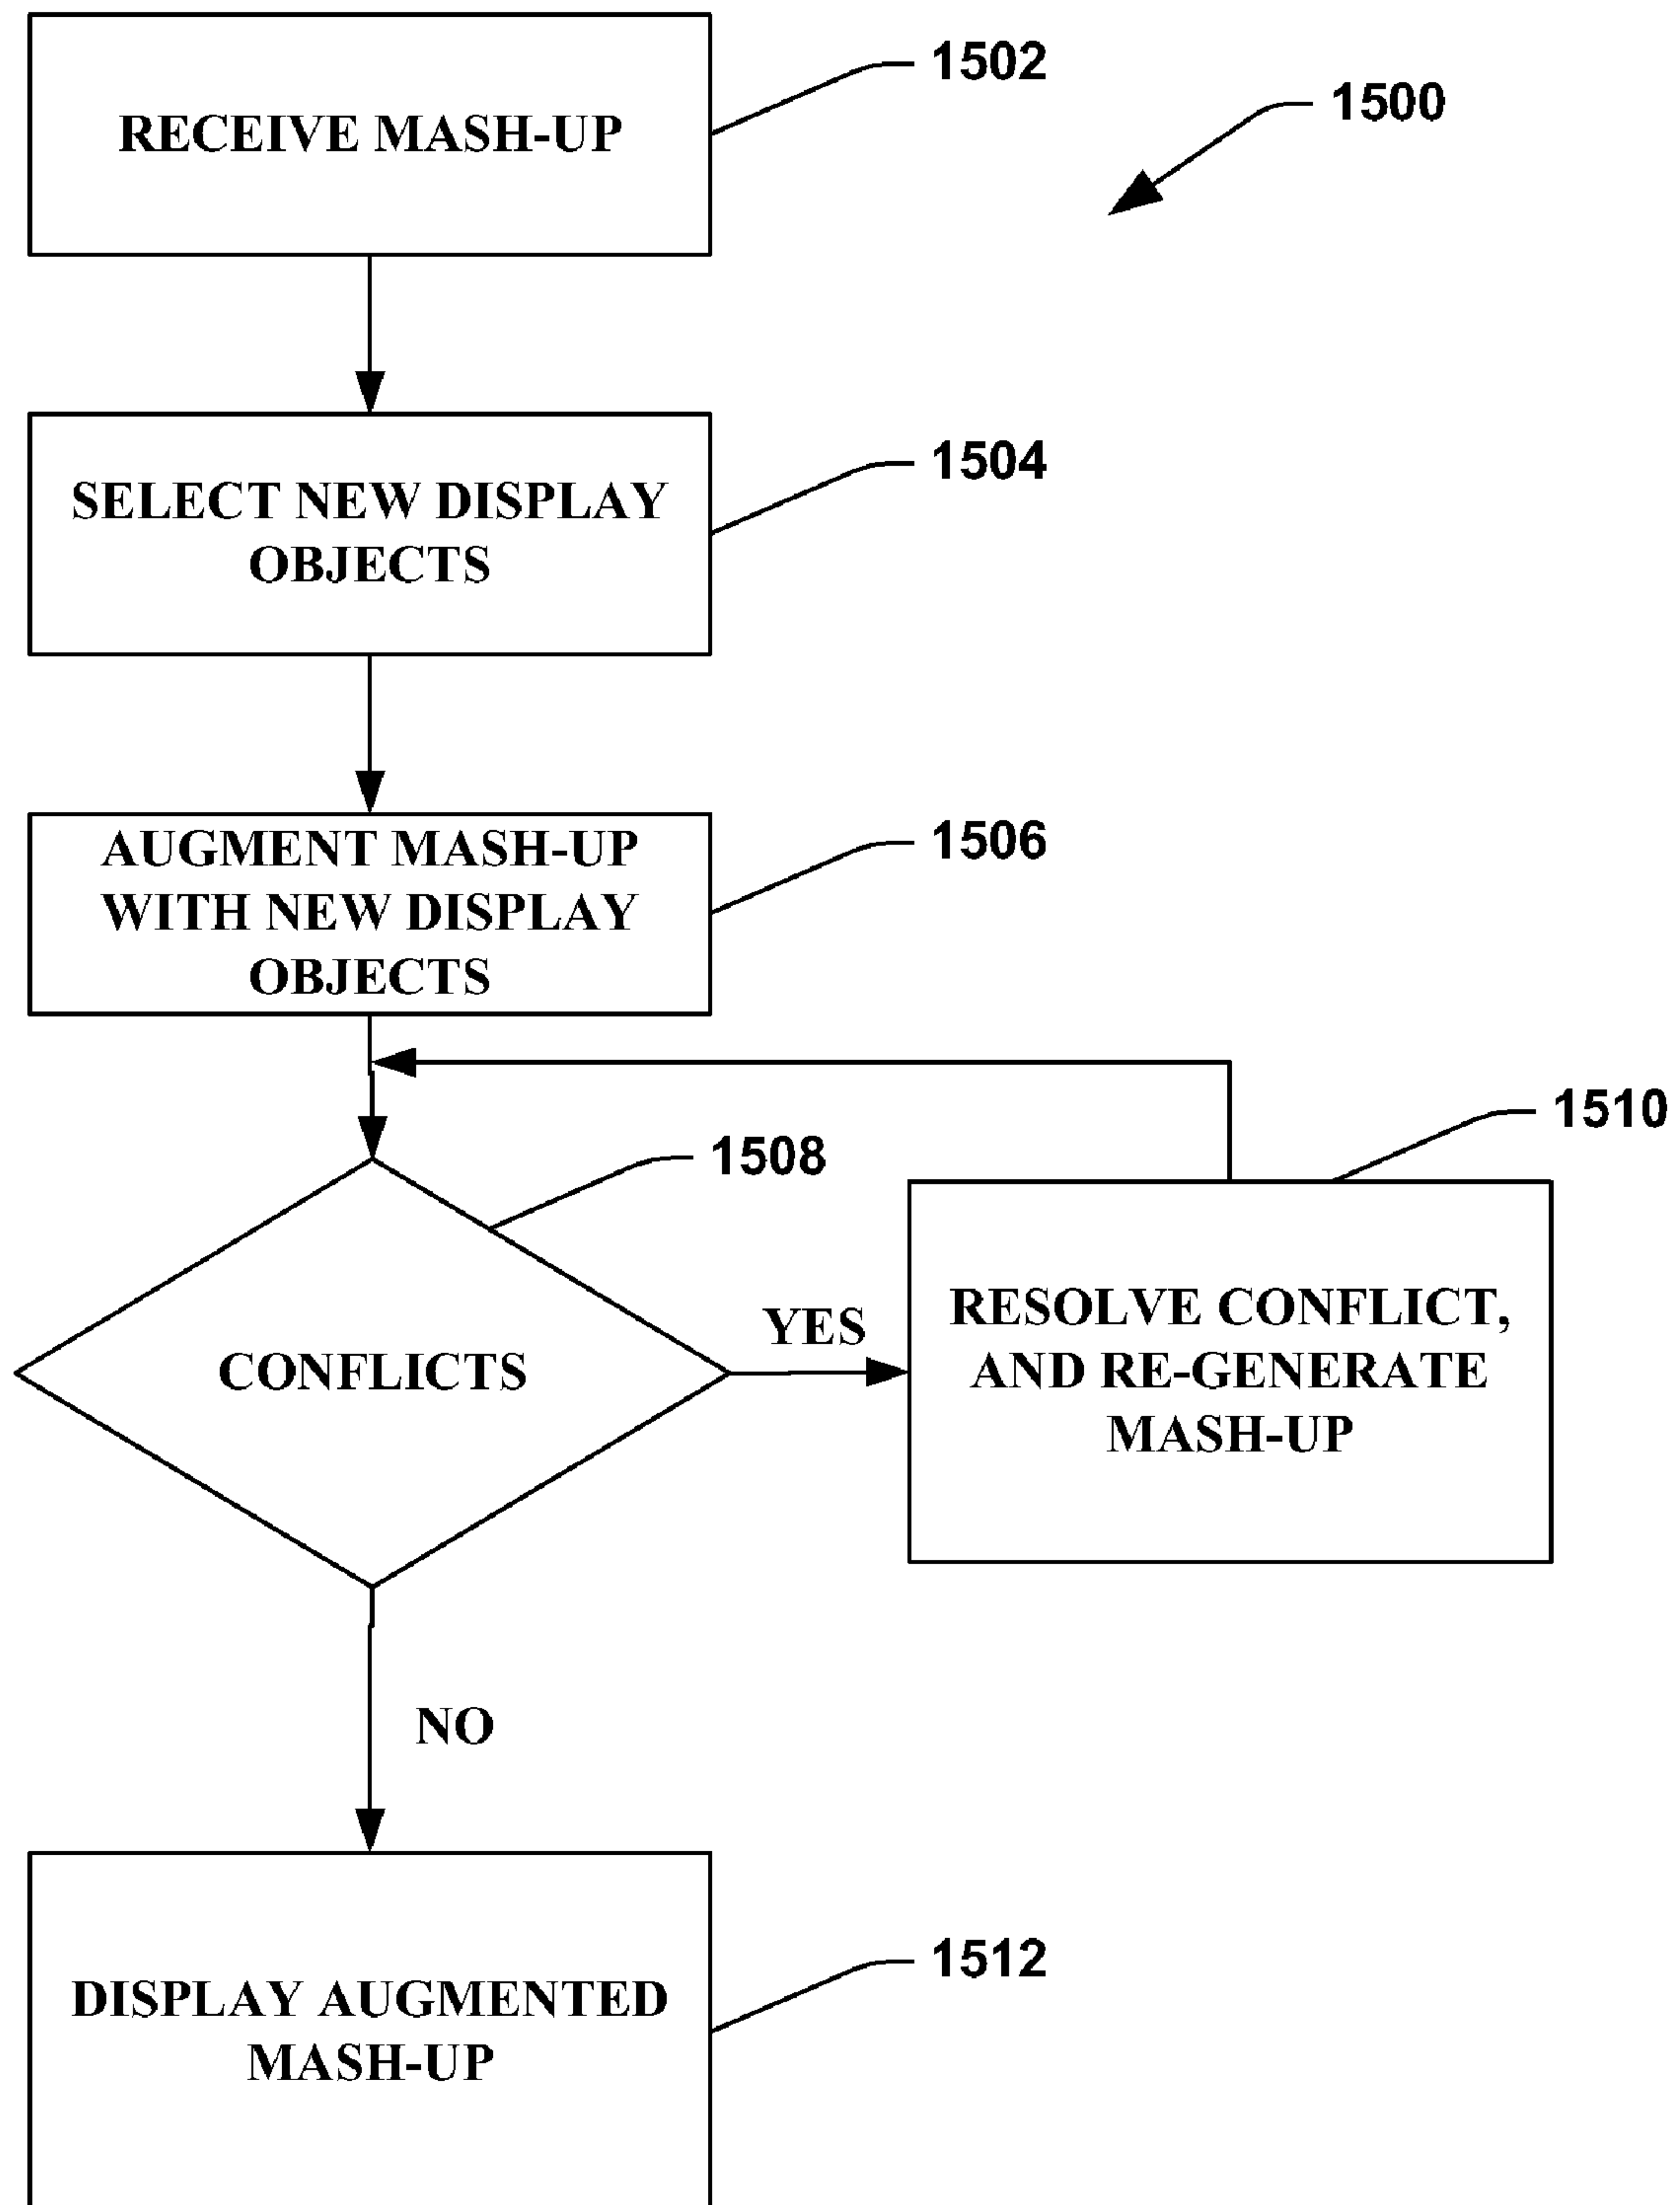 RECEIVE MASH-UP
1502
1500
SELECT NEW DISPLAY
OBJECTS
1504
AUGMENT MASH-UP
WITH NEW DISPLAY
OBJECTS
1506
CONFLICTS
1508
YES
RESOLVE CONFLICT,
AND RE-GENERATE
MASH-UP
1510
NO
DISPLAY AUGMENTED
MASH-UP
1512